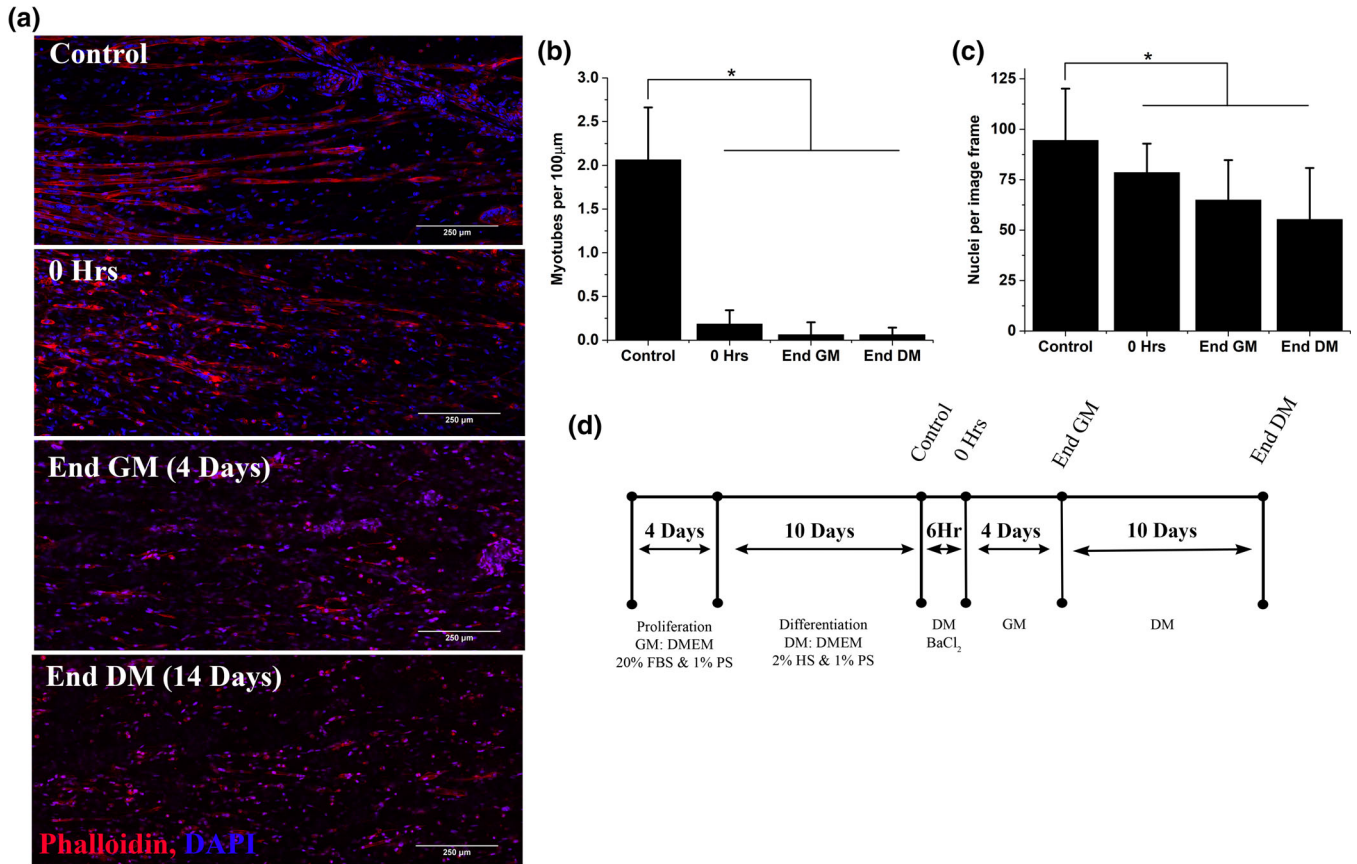 (a)
Control
250 µm
0 Hrs
250 µm
End GM (4 Days)
250 µm
End DM (14 Days)
Phalloidin, DAPI
250 µm
(b)
Myotubes per 100µm
3.0
2.5
2.0
1.5
1.0
0.5
0.0
*
Control 0 Hrs End GM End DM
(c)
Nuclei per image frame
125
100
75
50
25
0
*
Control 0 Hrs End GM End DM
(d)
Control
0 Hrs
End GM
End DM
4 Days 10 Days 6Hr 4 Days 10 Days
Proliferation
GM: DMEM
20% FBS & 1% PS
Differentiation
DM: DMEM
2% HS & 1% PS
DM
BaCl₂
GM
DM